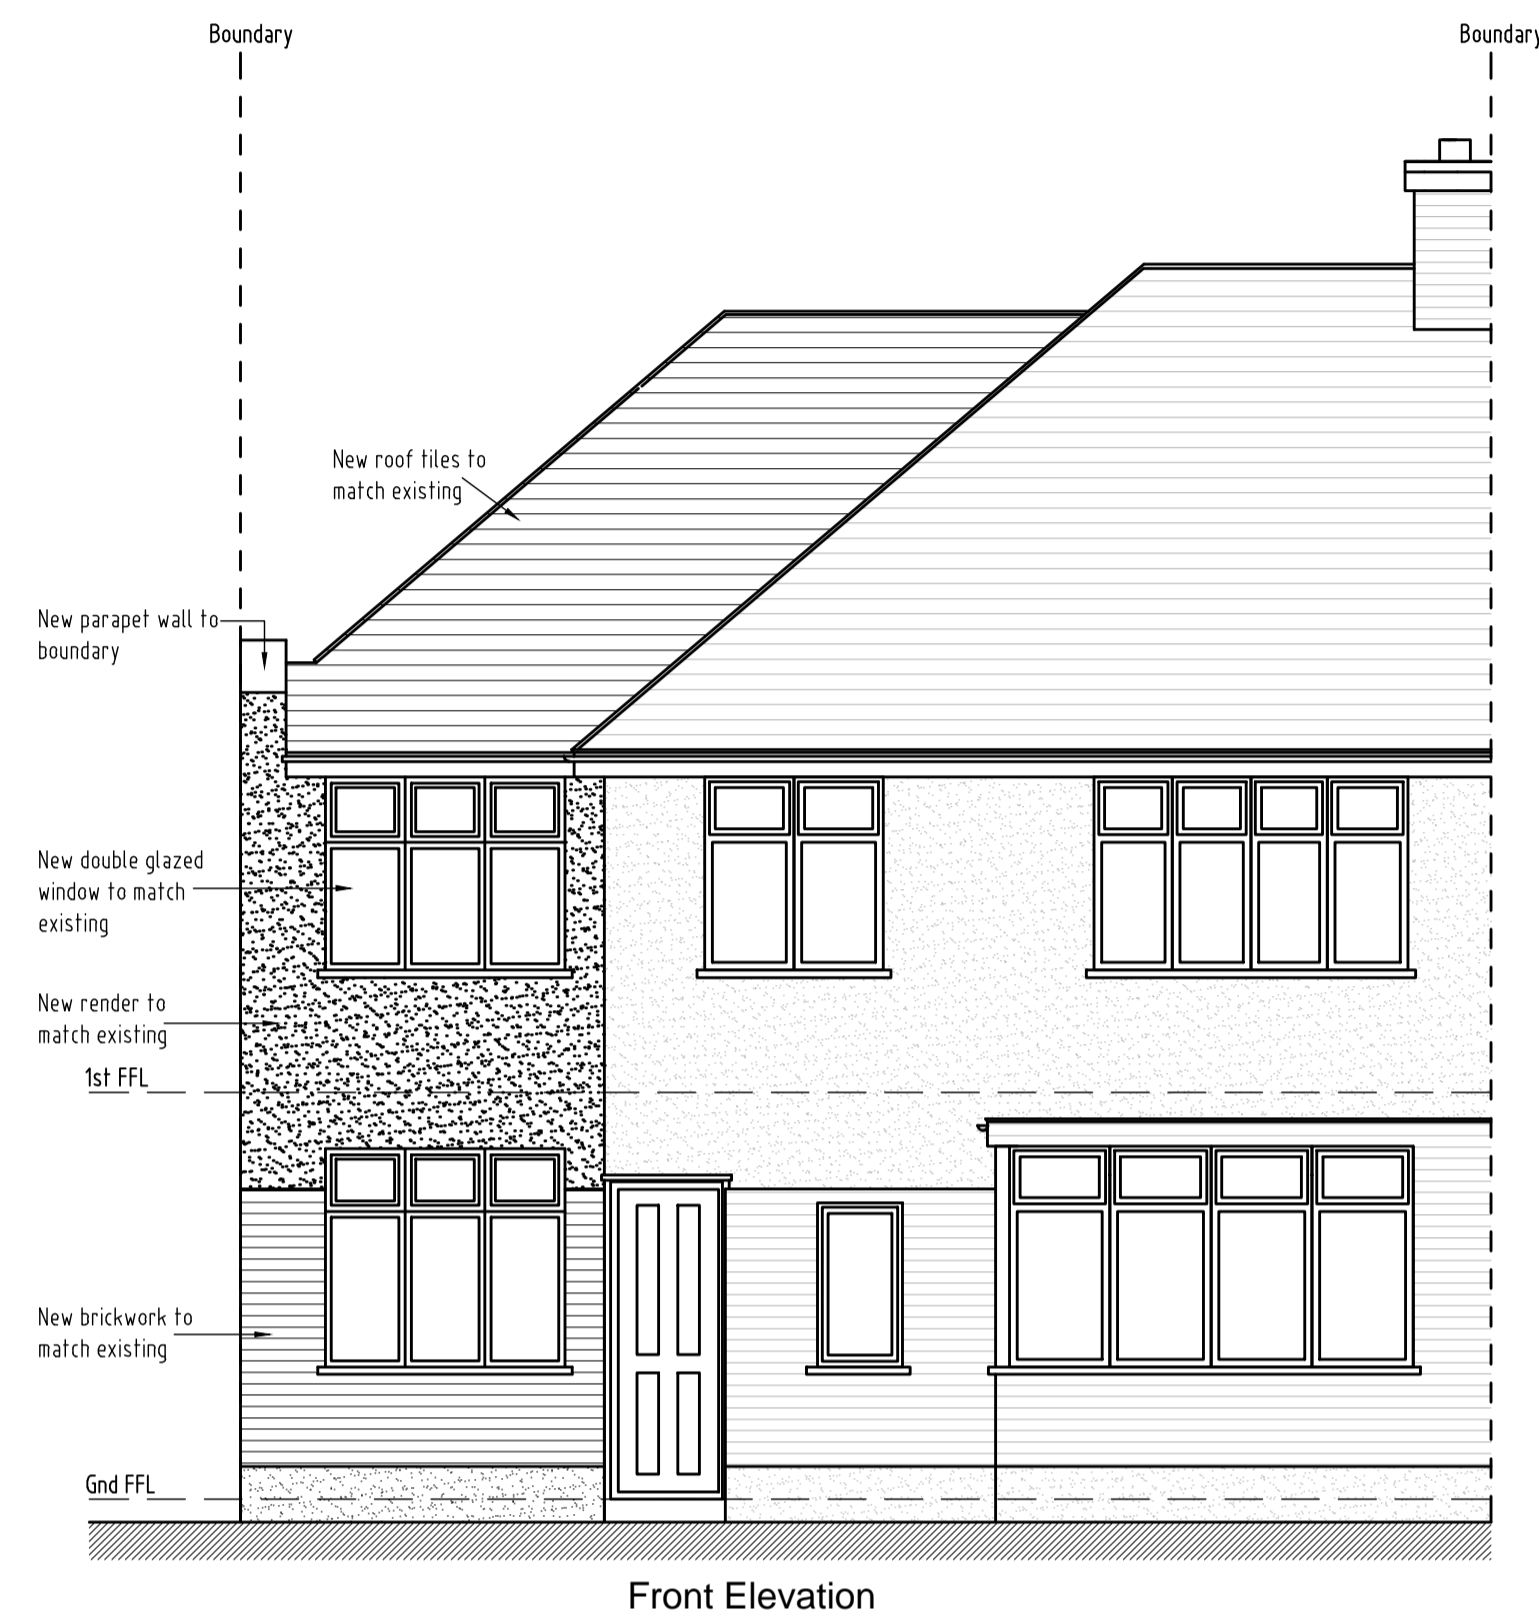 Boundary
Boundary
New roof tiles to
match existing
New parapet wall to
boundary
New double glazed
window to match
existing
New render to
match existing
1st FFL
New brickwork to
match existing
Gnd FFL
Front Elevation